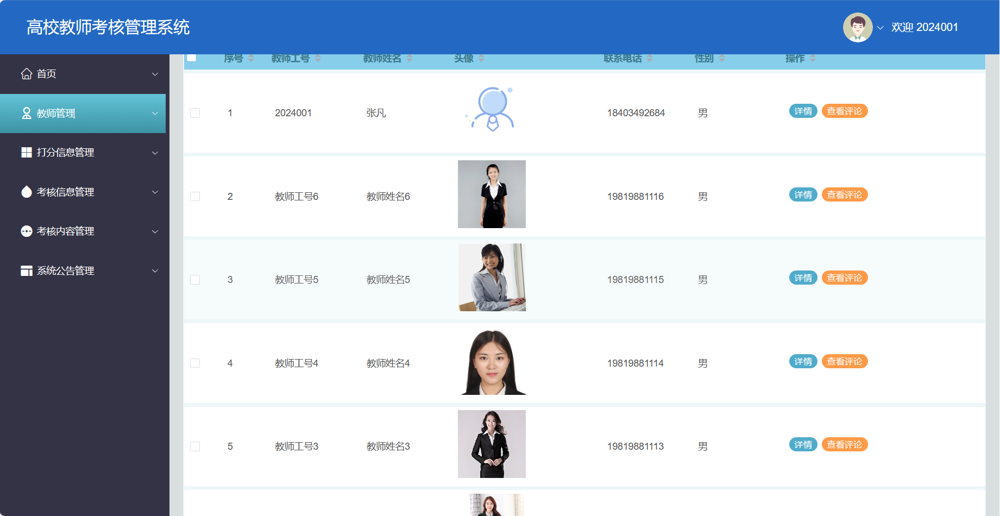 高校教师考核管理系统
欢迎 2024001
首页
教师管理
打分信息管理
考核信息管理
考核内容管理
系统公告管理
序号 教师工号 教师姓名 头像 联系电话 性别 操作
1 2024001 张凡 18403492684 男 详情 查看评论
2 教师工号6 教师姓名6 19819881116 男 详情 查看评论
3 教师工号5 教师姓名5 19819881115 男 详情 查看评论
4 教师工号4 教师姓名4 19819881114 男 详情 查看评论
5 教师工号3 教师姓名3 19819881113 男 详情 查看评论